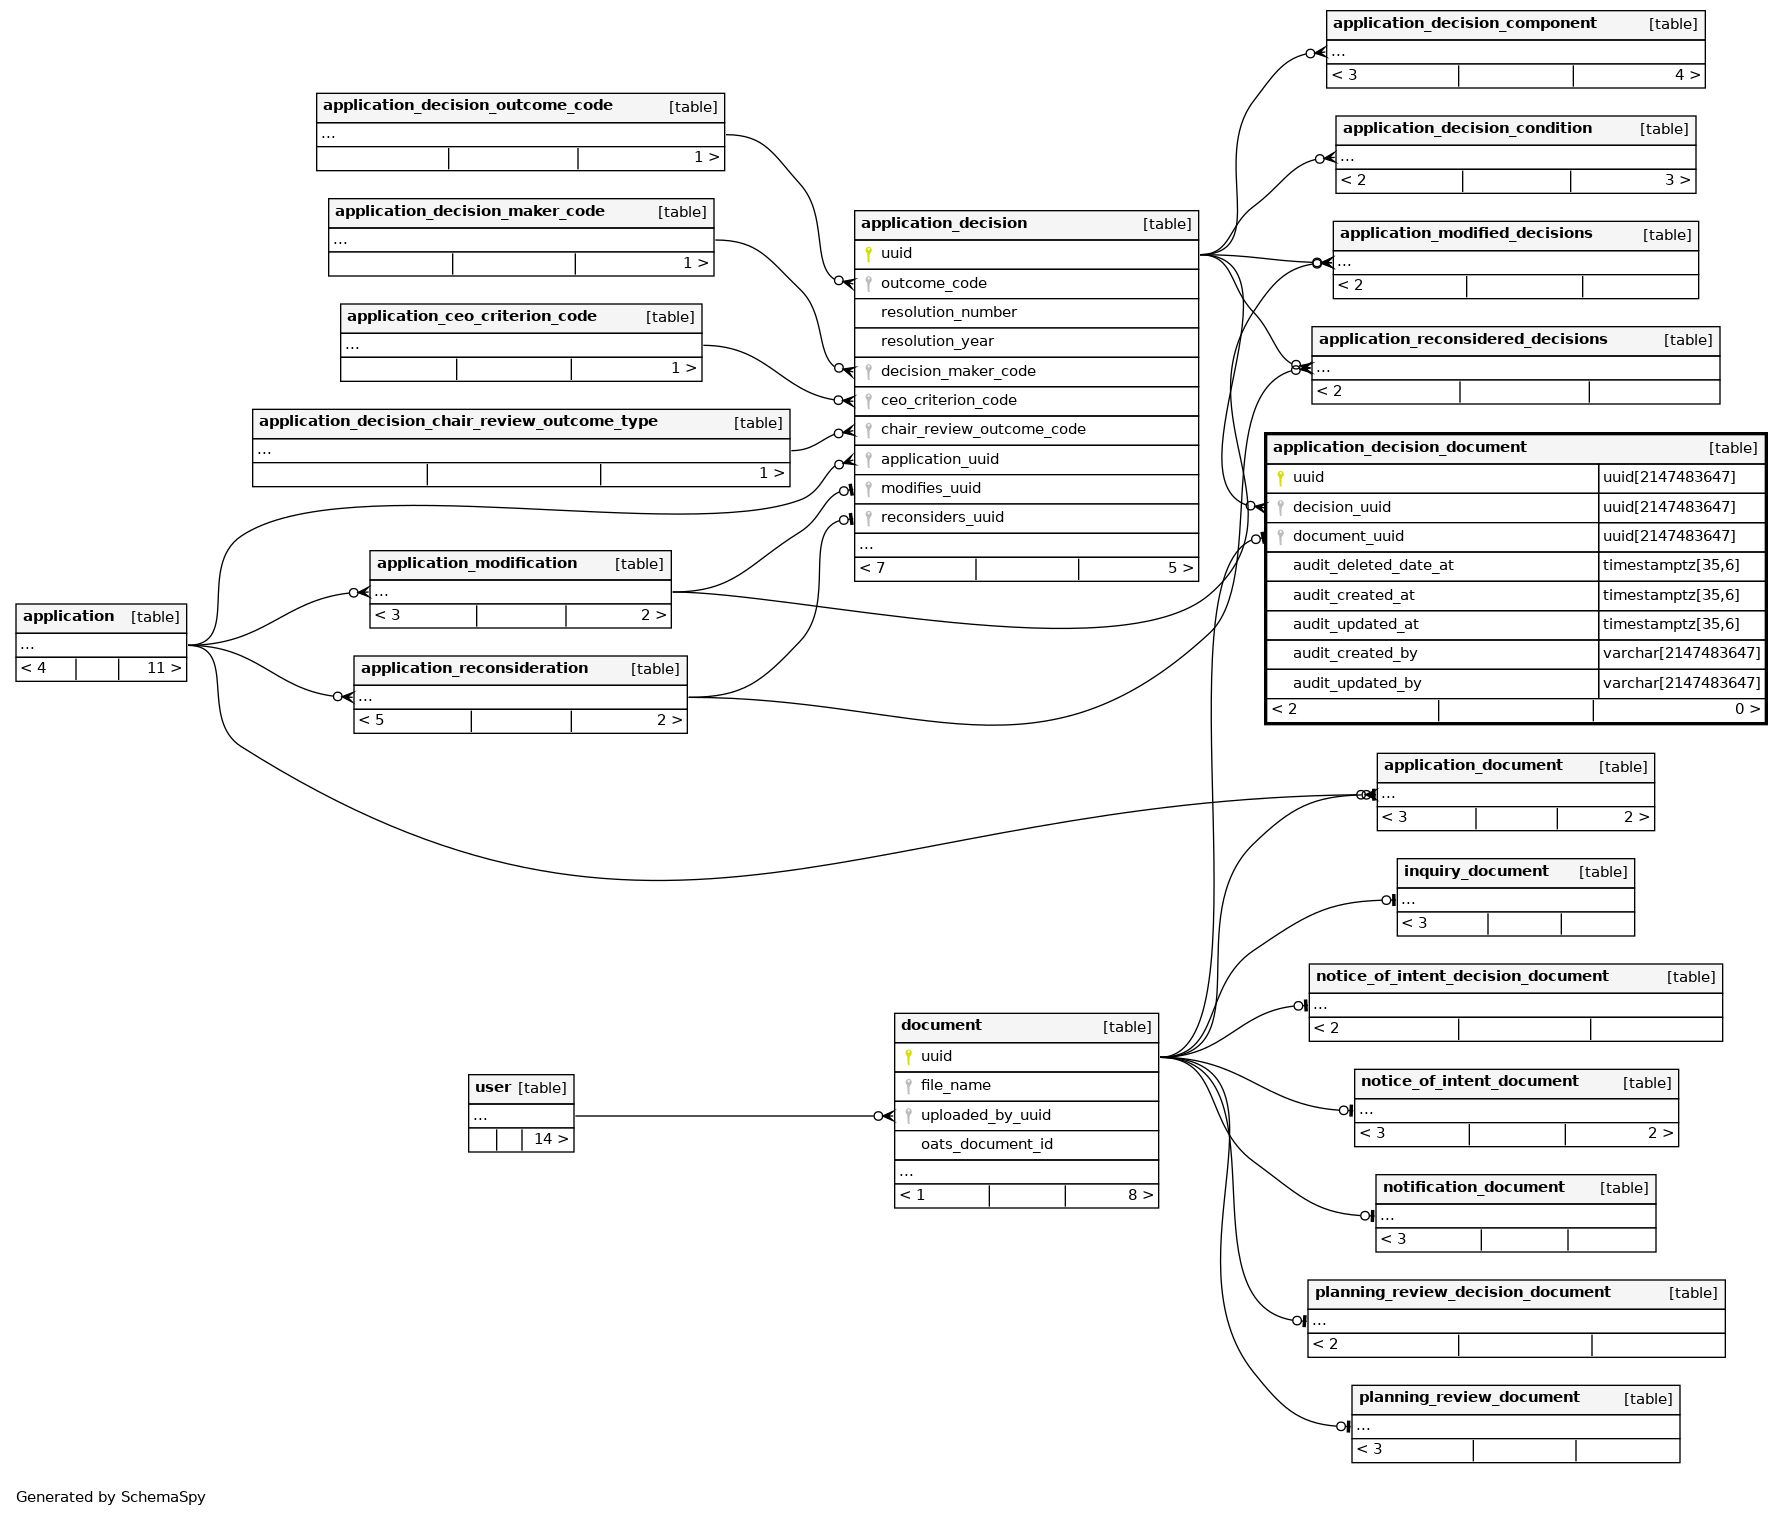 application_decision_component [table]
...
< 3 4 >
application_decision_outcome_code [table]
...
1 >
application_decision_condition [table]
...
< 2 3 >
application_decision_maker_code [table]
...
1 >
application_decision [table]
uuid
outcome_code
resolution_number
resolution_year
decision_maker_code
ceo_criterion_code
chair_review_outcome_code
application_uuid
modifies_uuid
reconsiders_uuid
...
< 7 5 >
application_modified_decisions [table]
...
< 2
application_ceo_criterion_code [table]
...
1 >
application_reconsidered_decisions [table]
...
< 2
application_decision_chair_review_outcome_type [table]
...
1 >
application_decision_document [table]
uuid uuid[2147483647]
decision_uuid uuid[2147483647]
document_uuid uuid[2147483647]
audit_deleted_date_at timestamptz[35,6]
audit_created_at timestamptz[35,6]
audit_updated_at timestamptz[35,6]
audit_created_by varchar[2147483647]
audit_updated_by varchar[2147483647]
< 2 0 >
application_modification [table]
...
< 3 2 >
application [table]
...
< 4 11 >
application_reconsideration [table]
...
< 5 2 >
application_document [table]
...
< 3 2 >
inquiry_document [table]
...
< 3
notice_of_intent_decision_document [table]
...
< 2
document [table]
uuid
file_name
uploaded_by_uuid
oats_document_id
...
< 1 8 >
user [table]
...
14 >
notice_of_intent_document [table]
...
< 3 2 >
notification_document [table]
...
< 3
planning_review_decision_document [table]
...
< 2
planning_review_document [table]
...
< 3
Generated by SchemaSpy